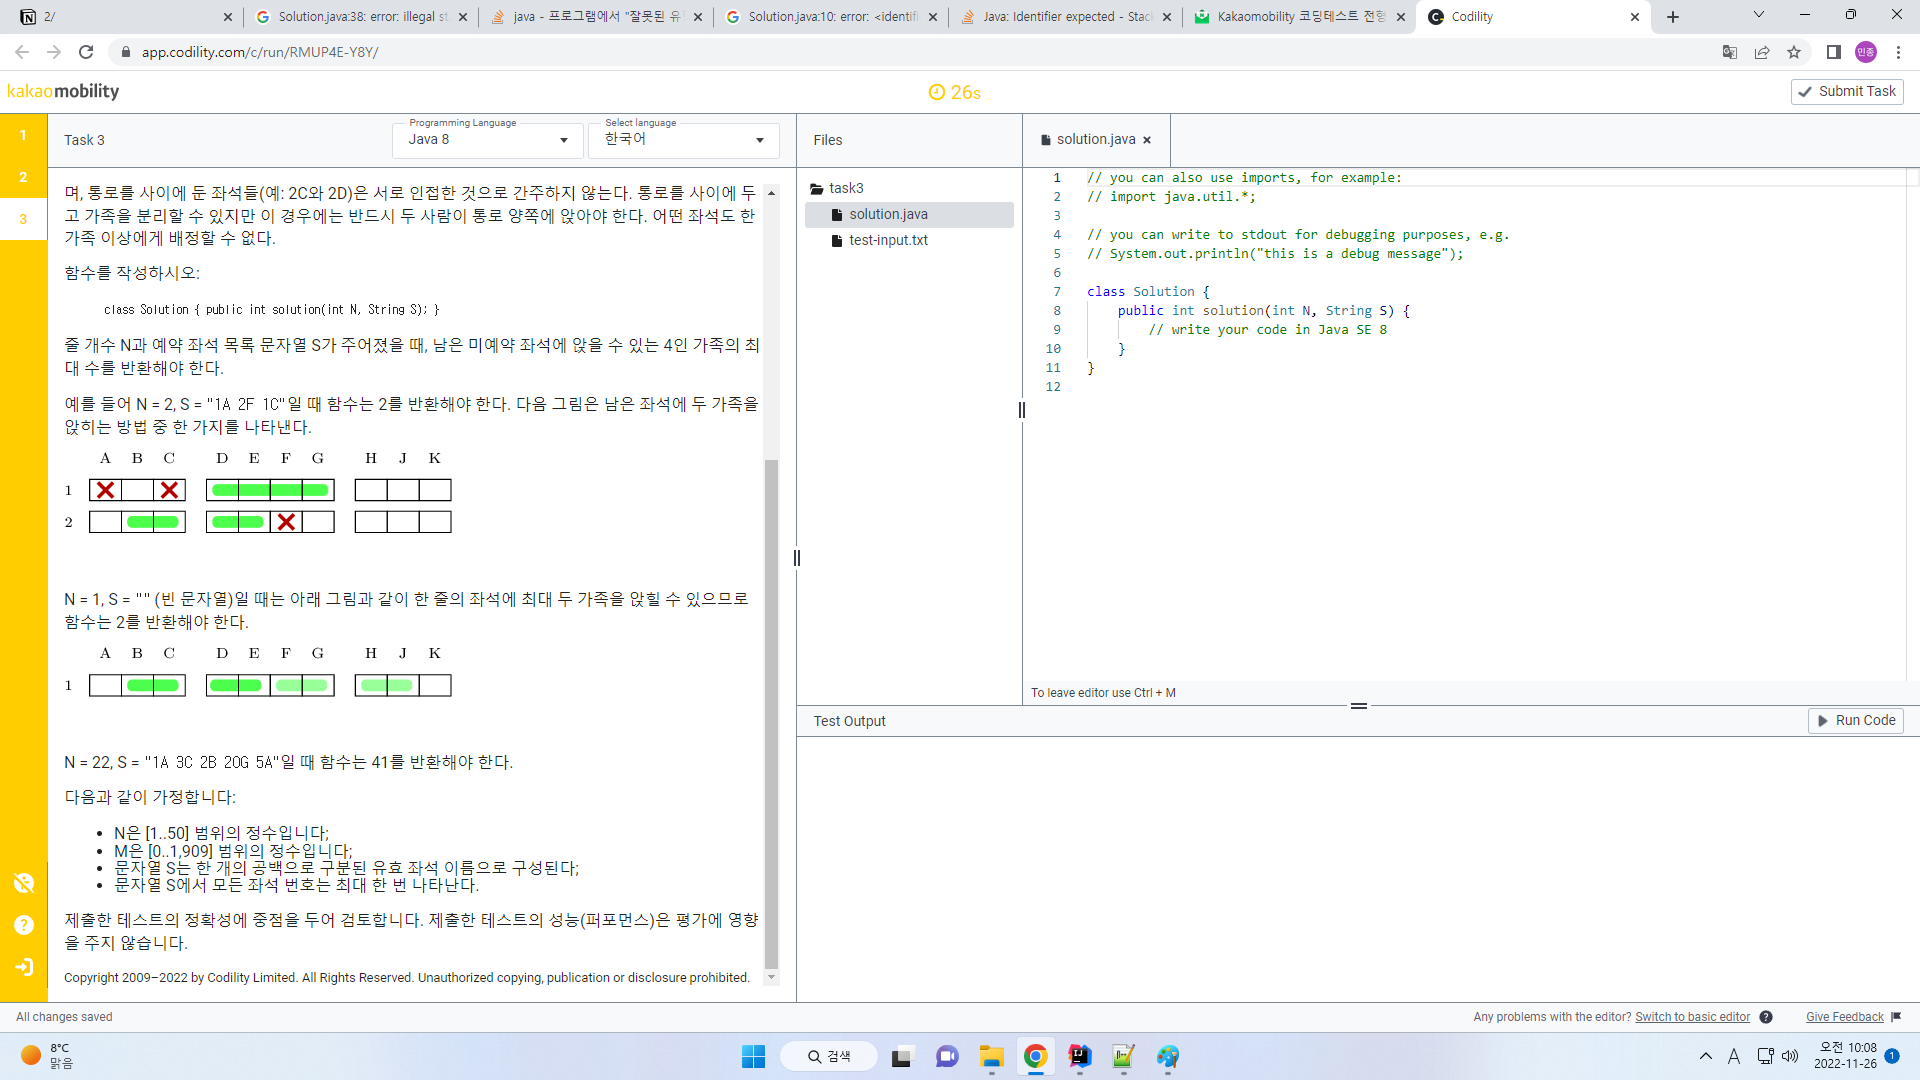 2/
Solution.java:38: error: illegal st
java - 프로그램에서 "잘못된 유
Solution.java:10: error: <identifi
Java: Identifier expected - Stack
Kakaomobility 코딩테스트 전형
Codility
app.codility.com/c/run/RMUP4E-Y8Y/
민종
kakaomobility
26s
Submit Task
1
2
3
Task 3
Programming Language
Java 8
Select language
한국어
Files
solution.java
며, 통로를 사이에 둔 좌석들(예: 2C와 2D)은 서로 인접한 것으로 간주하지 않는다. 통로를 사이에 두
고 가족을 분리할 수 있지만 이 경우에는 반드시 두 사람이 통로 양쪽에 앉아야 한다. 어떤 좌석도 한
가족 이상에게 배정할 수 없다.
함수를 작성하시오:
class Solution { public int solution(int N, String S); }
줄 개수 N과 예약 좌석 목록 문자열 S가 주어졌을 때, 남은 미예약 좌석에 앉을 수 있는 4인 가족의 최
대 수를 반환해야 한다.
예를 들어 N = 2, S = "1A 2F 1C"일 때 함수는 2를 반환해야 한다. 다음 그림은 남은 좌석에 두 가족을
앉히는 방법 중 한 가지를 나타낸다.
A B C D E F G H J K
1
2
N = 1, S = "" (빈 문자열)일 때는 아래 그림과 같이 한 줄의 좌석에 최대 두 가족을 앉힐 수 있으므로
함수는 2를 반환해야 한다.
A B C D E F G H J K
1
N = 22, S = "1A 3C 2B 20G 5A"일 때 함수는 41를 반환해야 한다.
다음과 같이 가정합니다:
• N은 [1..50] 범위의 정수입니다;
• M은 [0..1,909] 범위의 정수입니다;
• 문자열 S는 한 개의 공백으로 구분된 유효 좌석 이름으로 구성된다;
• 문자열 S에서 모든 좌석 번호는 최대 한 번 나타난다.
제출한 테스트의 정확성에 중점을 두어 검토합니다. 제출한 테스트의 성능(퍼포먼스)은 평가에 영향
을 주지 않습니다.
Copyright 2009–2022 by Codility Limited. All Rights Reserved. Unauthorized copying, publication or disclosure prohibited.
task3
solution.java
test-input.txt
1 // you can also use imports, for example:
2 // import java.util.*;
3
4 // you can write to stdout for debugging purposes, e.g.
5 // System.out.println("this is a debug message");
6
7 class Solution {
8 public int solution(int N, String S) {
9 // write your code in Java SE 8
10 }
11 }
12
To leave editor use Ctrl + M
Test Output
Run Code
All changes saved
Any problems with the editor? Switch to basic editor
Give Feedback
8°C
맑음
검색
A
오전 10:08
2022-11-26
1